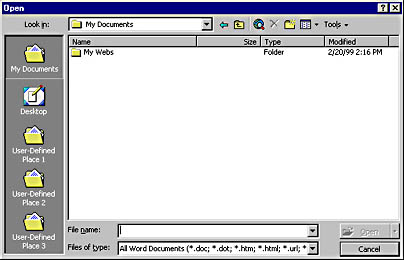 Open
Look in: My Documents Tools
Name Size Type Modified
My Webs Folder 2/20/99 2:16 PM
My Documents
Desktop
User-Defined
Place 1
User-Defined
Place 2
User-Defined
Place 3
File name: Open
Files of type: All Word Documents (*.doc; *.dot; *.htm; *.html; *.url; * Cancel